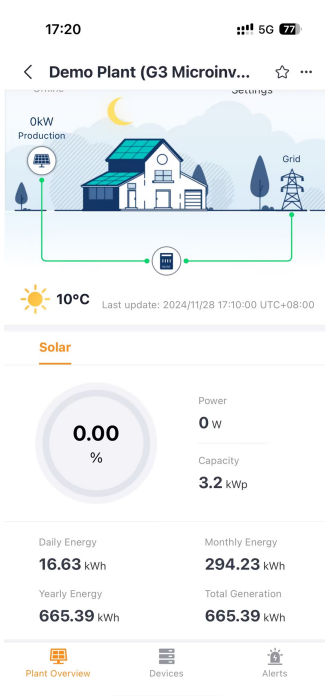 17:20
5G 77
Demo Plant (G3 Microinv...
Offline
Settings
0kW
Production
Grid
10°C
Last update: 2024/11/28 17:10:00 UTC+08:00
Solar
0.00
%
Power
0 W
Capacity
3.2 kWp
Daily Energy
16.63 kWh
Monthly Energy
294.23 kWh
Yearly Energy
665.39 kWh
Total Generation
665.39 kWh
Plant Overview
Devices
Alerts